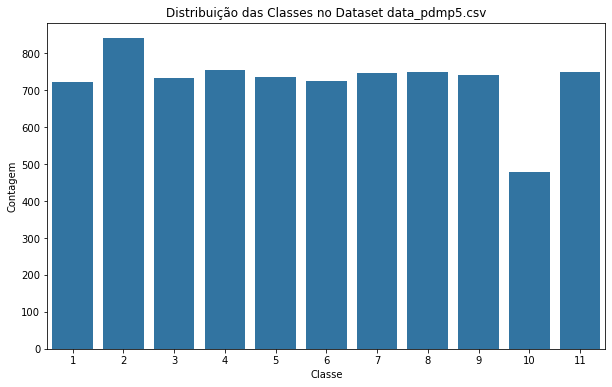 Distribuição das Classes no Dataset data_pdmp5.csv
800
700
600
500
400
300
200
100
0
Contagem
1 2 3 4 5 6 7 8 9 10 11
Classe